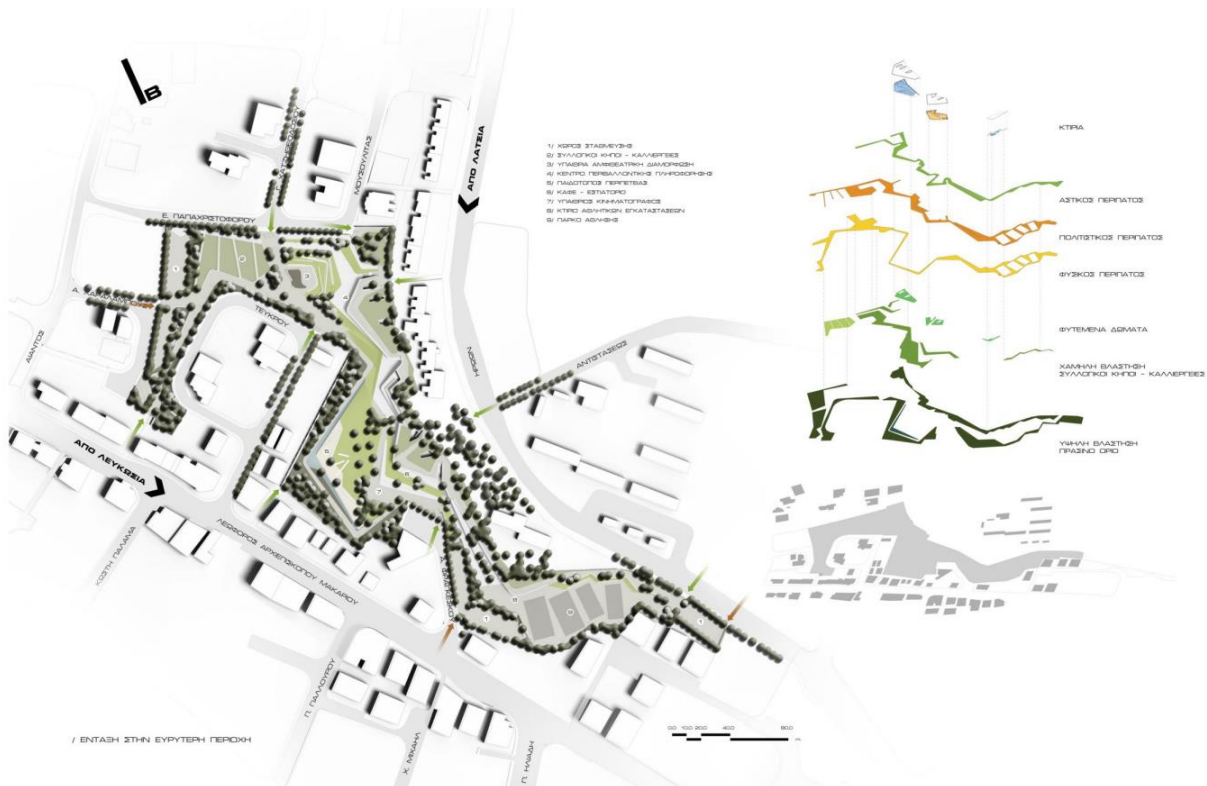 B
ΑΠΟ ΛΑΤΣΙΑ
ΜΟΥΣΟΥΛΙΤΑΣ
Ε. ΠΑΠΑΧΡΙΣΤΟΦΟΡΟΥ
ΑΙΑΝΤΟΣ
ΤΕΥΚΡΟΥ
ΑΝΤΙΣΤΑΣΕΩΣ
ΑΠΟ ΛΕΥΚΩΣΙΑ
ΛΕΩΦΟΡΟΣ ΑΡΧΙΕΠΙΣΚΟΠΟΥ ΜΑΚΑΡΙΟΥ
ΚΩΣΤΗ ΠΑΛΑΜΑ
Π. ΠΑΛΛΟΥΡΟΥ
Χ. ΜΙΧΑΗΛ
Π. ΗΛΙΑΔΗ
1/ ΧΩΡΟΣ ΣΤΑΘΜΕΥΣΗΣ
2/ ΣΥΛΛΟΓΙΚΟΙ ΚΗΠΟΙ - ΚΑΛΛΙΕΡΓΕΙΕΣ
3/ ΥΠΑΙΘΡΙΑ ΑΜΦΙΘΕΑΤΡΙΚΗ ΔΙΑΜΟΡΦΩΣΗ
4/ ΚΕΝΤΡΟ ΠΕΡΙΒΑΛΛΟΝΤΙΚΗΣ ΠΛΗΡΟΦΟΡΗΣΗΣ
5/ ΠΑΙΔΟΤΟΠΟΣ ΠΕΡΙΠΕΤΕΙΑΣ
6/ ΚΑΦΕ - ΕΣΤΙΑΤΟΡΙΟ
7/ ΥΠΑΙΘΡΙΟΣ ΚΙΝΗΜΑΤΟΓΡΑΦΟΣ
8/ ΚΤΙΡΙΟ ΑΘΛΗΤΙΚΩΝ ΕΓΚΑΤΑΣΤΑΣΕΩΝ
9/ ΠΑΡΚΟ ΑΘΛΗΣΗΣ
ΚΤΙΡΙΑ
ΑΣΤΙΚΟΣ ΠΕΡΙΠΑΤΟΣ
ΠΟΛΙΤΙΣΤΙΚΟΣ ΠΕΡΙΠΑΤΟΣ
ΦΥΣΙΚΟΣ ΠΕΡΙΠΑΤΟΣ
ΦΥΤΕΜΕΝΑ ΔΩΜΑΤΑ
ΧΑΜΗΛΗ ΒΛΑΣΤΗΣΗ
ΣΥΛΛΟΓΙΚΟΙ ΚΗΠΟΙ - ΚΑΛΛΙΕΡΓΕΙΕΣ
ΥΨΗΛΗ ΒΛΑΣΤΗΣΗ
ΠΡΑΣΙΝΟ ΟΡΙΟ
/ ΕΝΤΑΞΗ ΣΤΗΝ ΕΥΡΥΤΕΡΗ ΠΕΡΙΟΧΗ